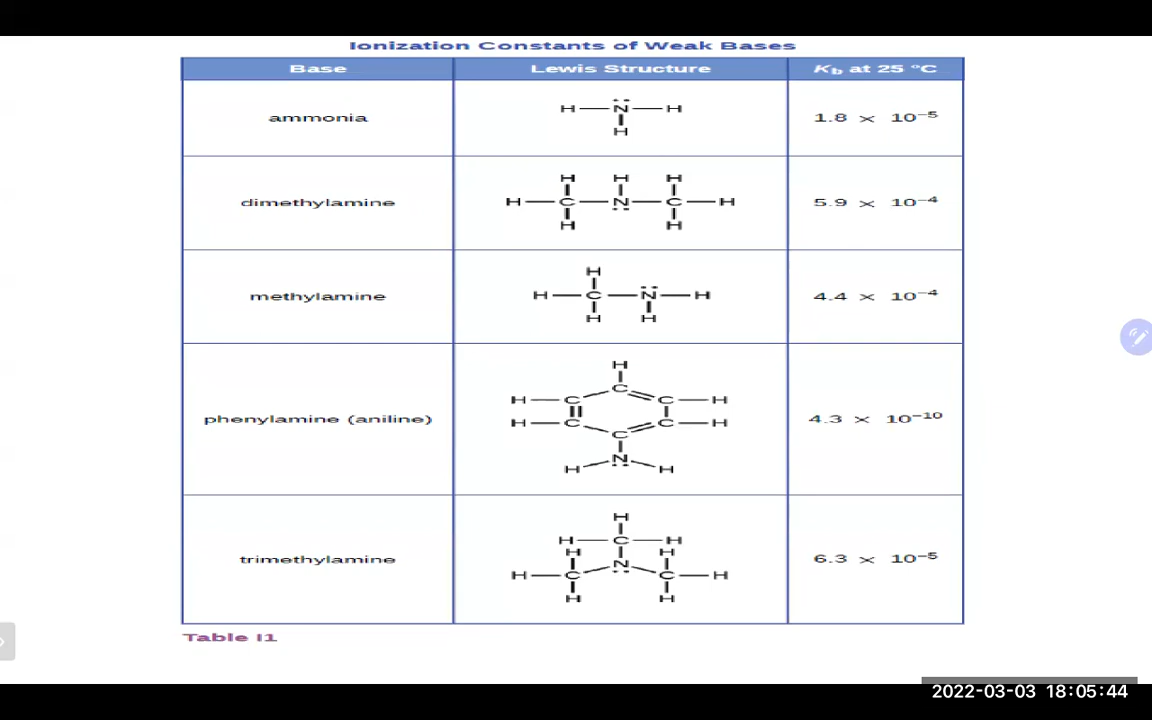 Ionization Constants of Weak Bases
Base Lewis Structure Kb at 25 °C
ammonia 1.8 × 10⁻⁵
H N H
H
dimethylamine 5.9 × 10⁻⁴
H H H
H C N C H
H H
methylamine 4.4 × 10⁻⁴
H
H C N H
H H
phenylamine (aniline) 4.3 × 10⁻¹⁰
H
C
H C C H
H C C H
C
H N H
trimethylamine 6.3 × 10⁻⁵
H
H C H
H H
N
H C C H
H H
Table I1
2022-03-03 18:05:44